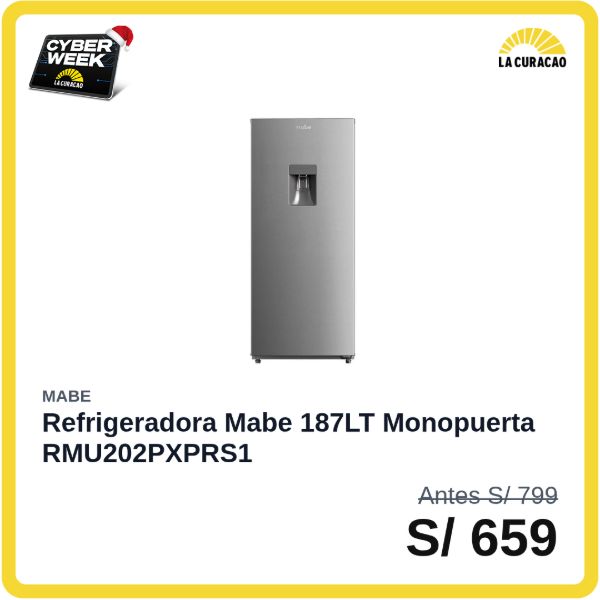 CYBER
WEEK
LA CURACAO
LA CURACAO
mabe
MABE
Refrigeradora Mabe 187LT Monopuerta
RMU202PXPRS1
Antes S/ 799
S/ 659